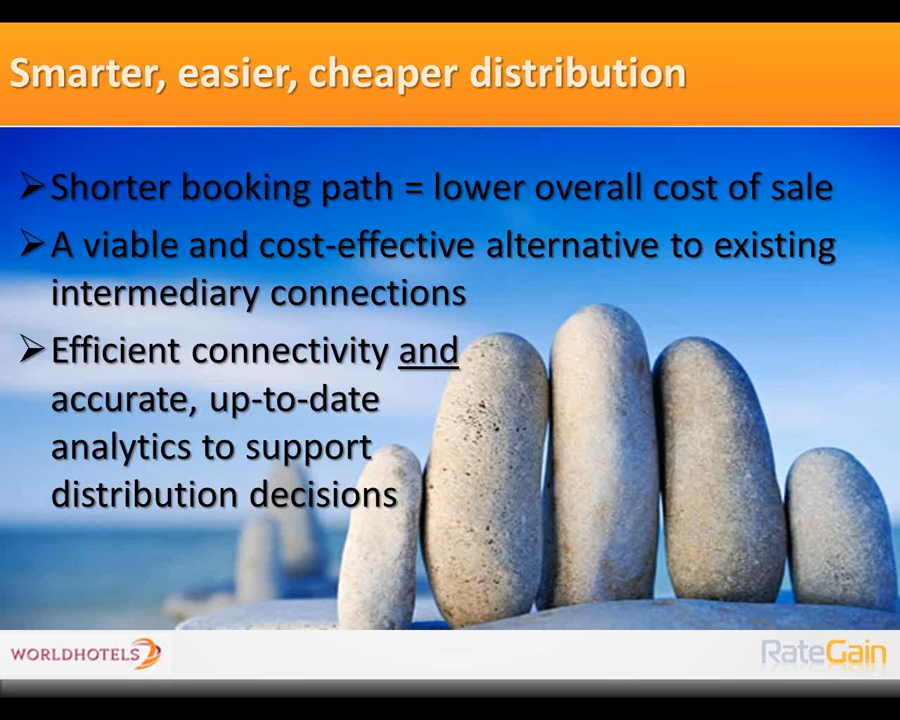 Smarter, easier, cheaper distribution
➢Shorter booking path = lower overall cost of sale
➢A viable and cost-effective alternative to existing
intermediary connections
➢Efficient connectivity and
accurate, up-to-date
analytics to support
distribution decisions
WORLDHOTELS
RateGain